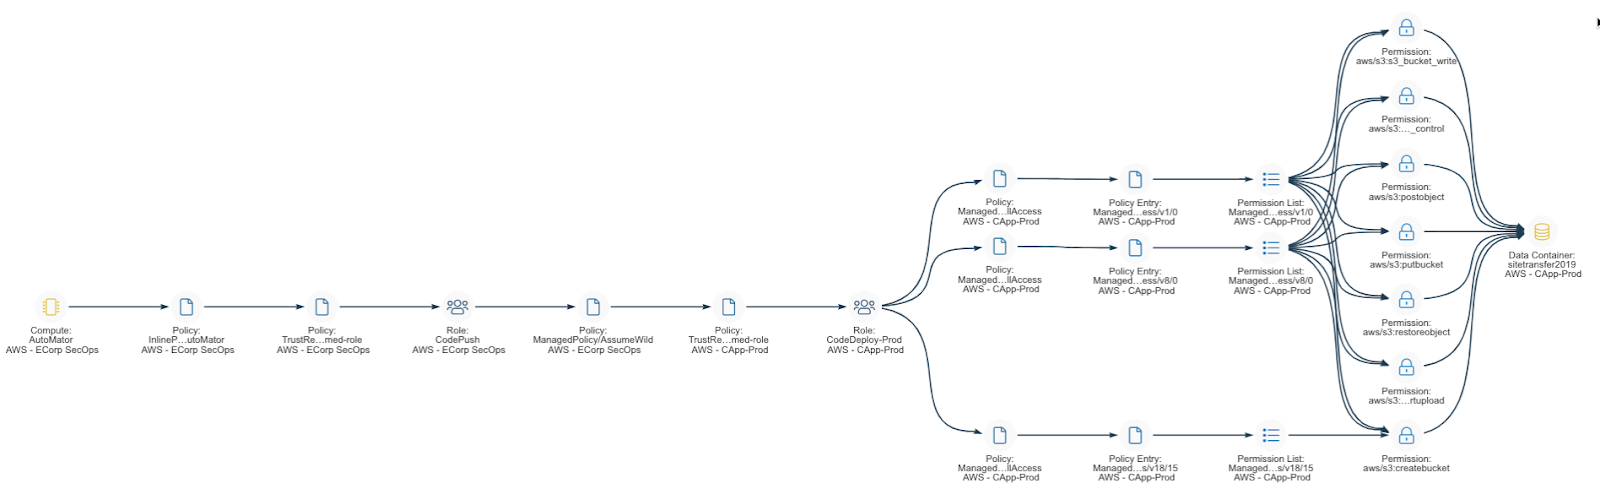 Permission:
aws/s3:s3_bucket_write
Permission:
aws/s3:..._control
Permission:
aws/s3:postobject
Permission:
aws/s3:putbucket
Permission:
aws/s3:restoreobject
Permission:
aws/s3:...rtupload
Permission:
aws/s3:createbucket
Policy:
Managed...llAccess
AWS - CApp-Prod
Policy Entry:
Managed...ess/v1/0
AWS - CApp-Prod
Permission List:
Managed...ess/v1/0
AWS - CApp-Prod
Policy:
Managed...llAccess
AWS - CApp-Prod
Policy Entry:
Managed...ess/v8/0
AWS - CApp-Prod
Permission List:
Managed...ess/v8/0
AWS - CApp-Prod
Data Container:
sitetransfer2019
AWS - CApp-Prod
Compute:
AutoMator
AWS - ECorp SecOps
Policy:
InlineP...utoMator
AWS - ECorp SecOps
Policy:
TrustRe...med-role
AWS - ECorp SecOps
Role:
CodePush
AWS - ECorp SecOps
Policy:
ManagedPolicy/AssumeWild
AWS - ECorp SecOps
Policy:
TrustRe...med-role
AWS - CApp-Prod
Role:
CodeDeploy-Prod
AWS - CApp-Prod
Policy:
Managed...llAccess
AWS - CApp-Prod
Policy Entry:
Managed...s/v18/15
AWS - CApp-Prod
Permission List:
Managed...s/v18/15
AWS - CApp-Prod